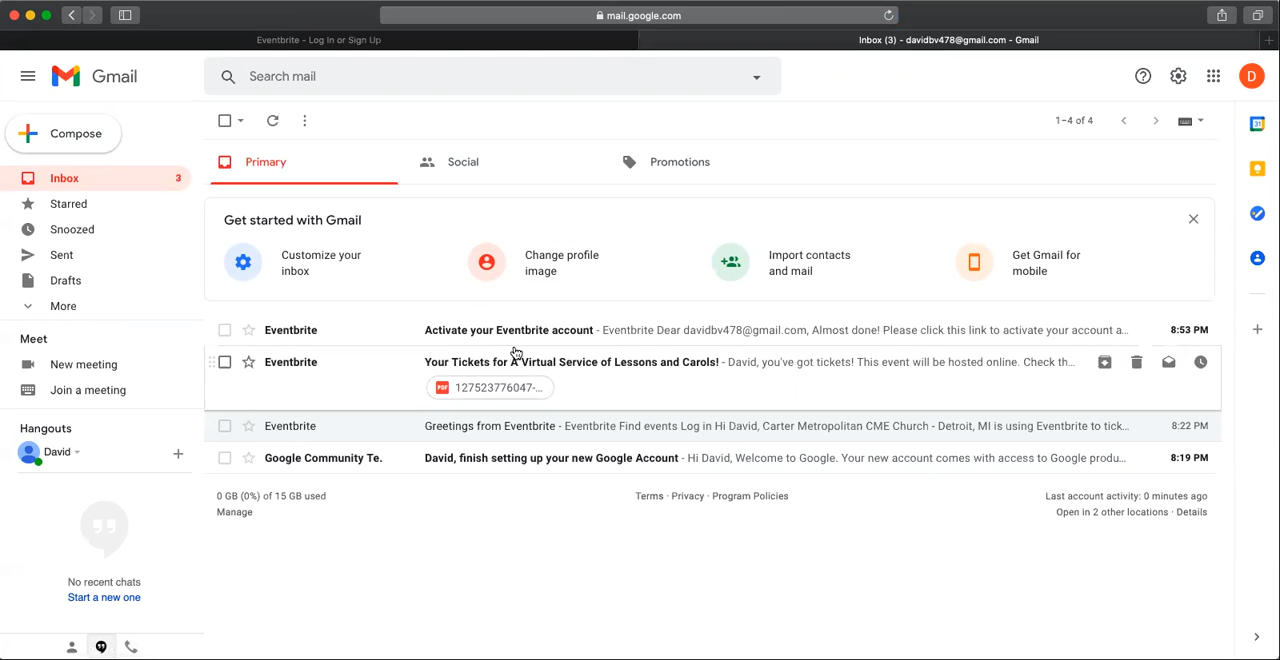 mail.google.com
Eventbrite - Log In or Sign Up
Inbox (3) - davidbv478@gmail.com - Gmail
Gmail
Search mail
D
Compose
1–4 of 4
Inbox 3
Starred
Snoozed
Sent
Drafts
More
Primary
Social
Promotions
Get started with Gmail
Customize your
inbox
Change profile
image
Import contacts
and mail
Get Gmail for
mobile
Eventbrite Activate your Eventbrite account - Eventbrite Dear davidbv478@gmail.com, Almost done! Please click this link to activate your account a... 8:53 PM
Eventbrite Your Tickets for A Virtual Service of Lessons and Carols! - David, you've got tickets! This event will be hosted online. Check th...
PDF 127523776047-...
Eventbrite Greetings from Eventbrite - Eventbrite Find events Log in Hi David, Carter Metropolitan CME Church - Detroit, MI is using Eventbrite to tick... 8:22 PM
Google Community Te. David, finish setting up your new Google Account - Hi David, Welcome to Google. Your new account comes with access to Google produ... 8:19 PM
Meet
New meeting
Join a meeting
Hangouts
David
No recent chats
Start a new one
0 GB (0%) of 15 GB used
Manage
Terms · Privacy · Program Policies
Last account activity: 0 minutes ago
Open in 2 other locations · Details
31